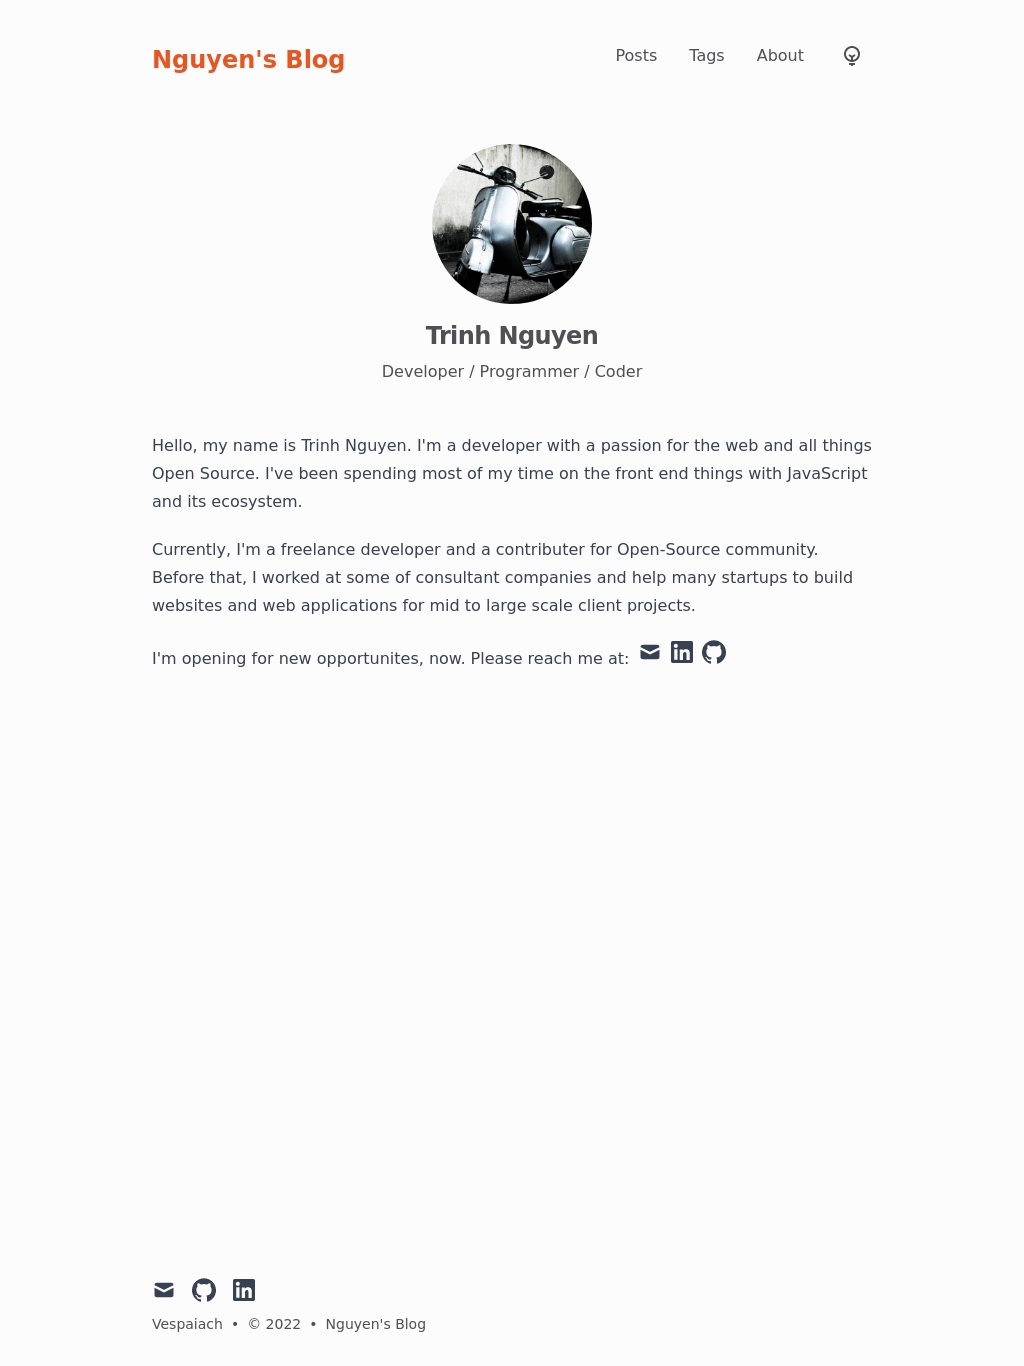 Nguyen's Blog
Posts
Tags
About
Trinh Nguyen
Developer / Programmer / Coder
Hello, my name is Trinh Nguyen. I'm a developer with a passion for the web and all things
Open Source. I've been spending most of my time on the front end things with JavaScript
and its ecosystem.
Currently, I'm a freelance developer and a contributer for Open-Source community.
Before that, I worked at some of consultant companies and help many startups to build
websites and web applications for mid to large scale client projects.
I'm opening for new opportunites, now. Please reach me at:
Vespaiach • © 2022 • Nguyen's Blog